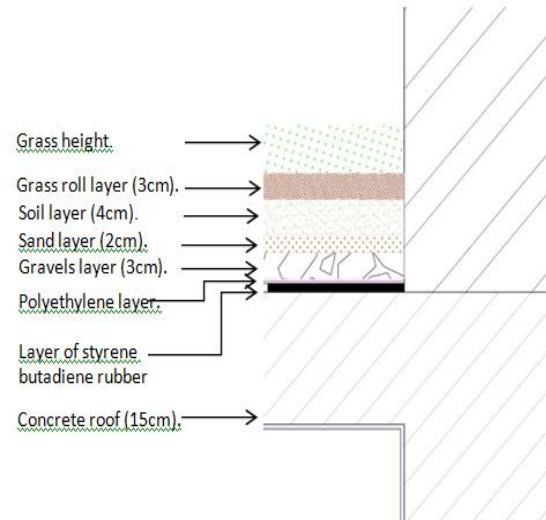 Grass height.
Grass roll layer (3cm).
Soil layer (4cm).
Sand layer (2cm).
Gravels layer (3cm).
Polyethylene layer.
Layer of styrene
butadiene rubber
Concrete roof (15cm).